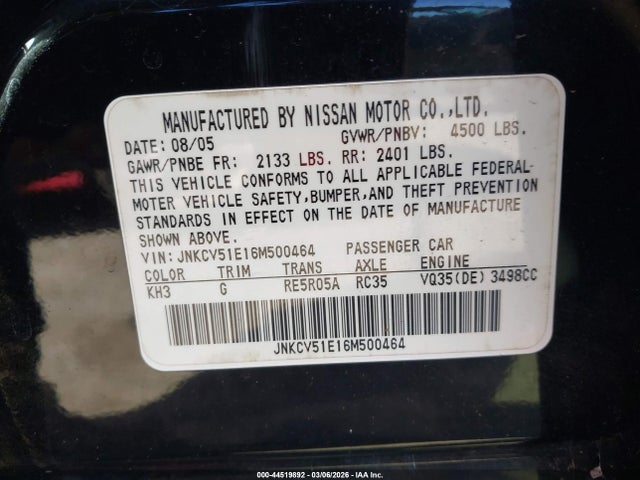 MANUFACTURED BY NISSAN MOTOR CO.,LTD.
DATE: 08/05 GVWR/PNBV: 4500 LBS.
GAWR/PNBE FR: 2133 LBS. RR: 2401 LBS.
THIS VEHICLE CONFORMS TO ALL APPLICABLE FEDERAL-
MOTOR VEHICLE SAFETY,BUMPER,AND THEFT PREVENTION
STANDARDS IN EFFECT ON THE DATE OF MANUFACTURE
SHOWN ABOVE.
VIN:JNKCV51E16M500464 PASSENGER CAR
COLOR TRIM TRANS AXLE ENGINE
KH3 G RE5R05A RC35 VQ35(DE) 3498CC
JNKCV51E16M500464
000-44519892 | 03/06/2026 | IAA Inc.